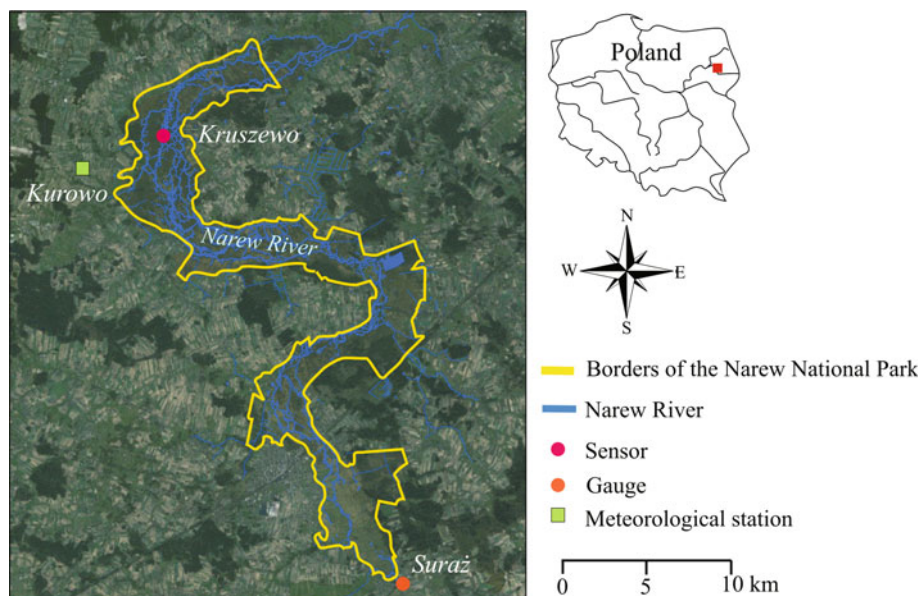 Kruszewo
Kurowo
Narew River
Suraż
Poland
N
W
E
S
Borders of the Narew National Park
Narew River
Sensor
Gauge
Meteorological station
0 5 10 km